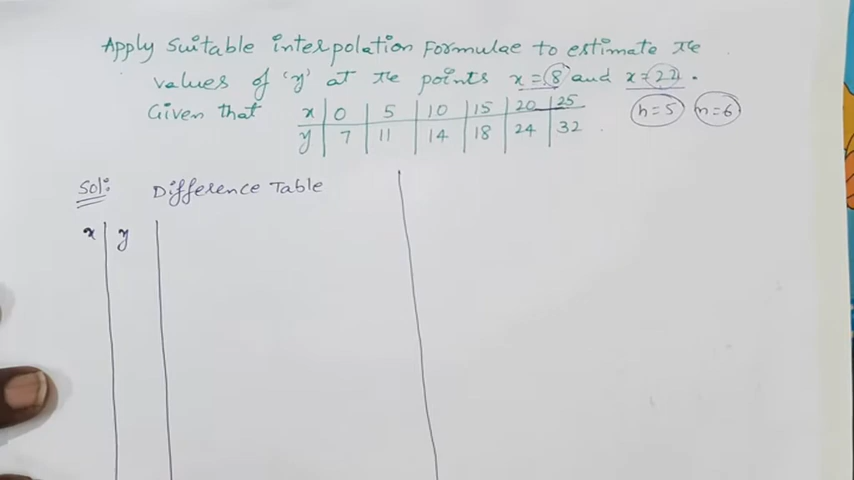 Apply suitable interpolation Formulae to estimate the
values of 'y' at the points x = 8 and x = 22.
Given that x 0 5 10 15 20 25 h=5 n=6
y 7 11 14 18 24 32
Sol: Difference Table
x y